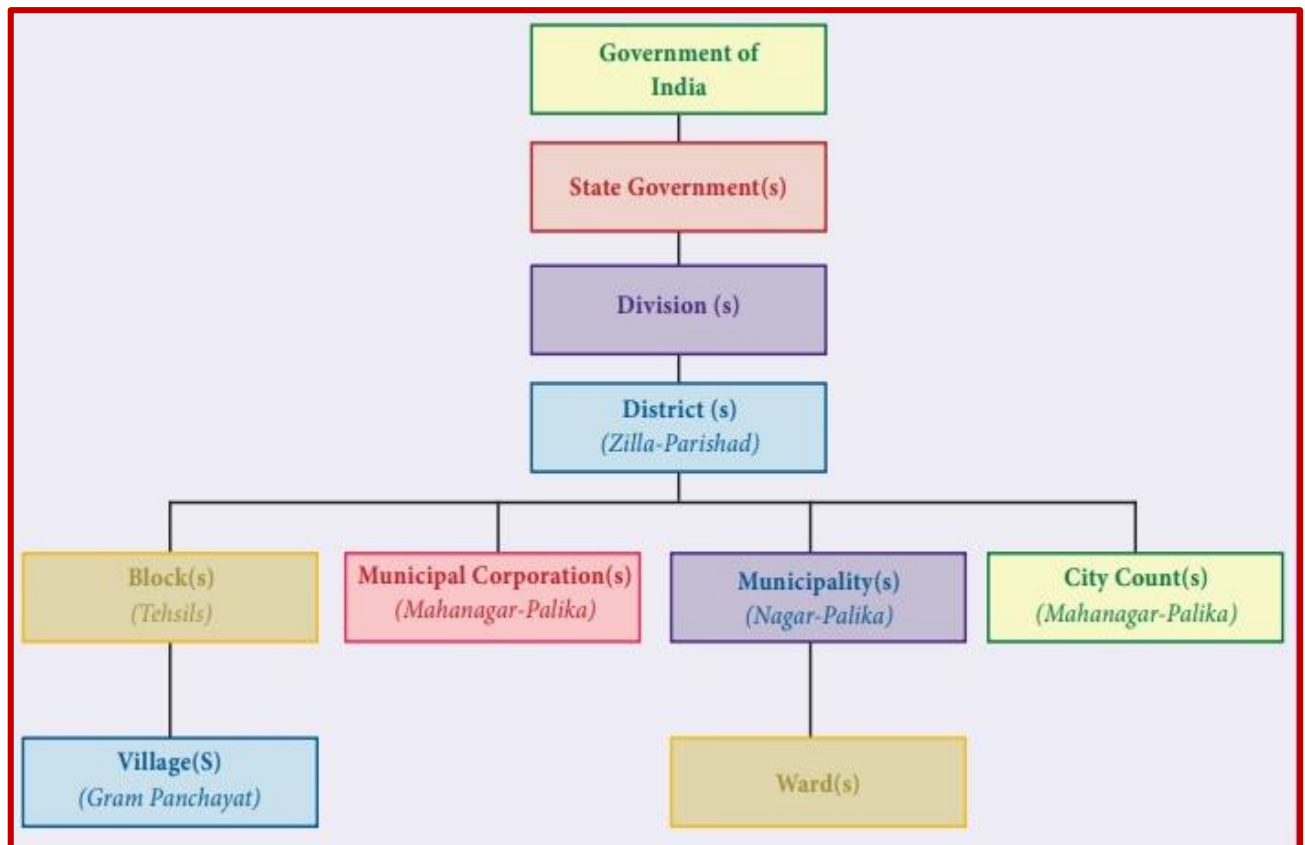 Government of
India
State Government(s)
Division (s)
District (s)
(Zilla-Parishad)
Block(s)
(Tehsils)
Municipal Corporation(s)
(Mahanagar-Palika)
Municipality(s)
(Nagar-Palika)
City Count(s)
(Mahanagar-Palika)
Village(S)
(Gram Panchayat)
Ward(s)